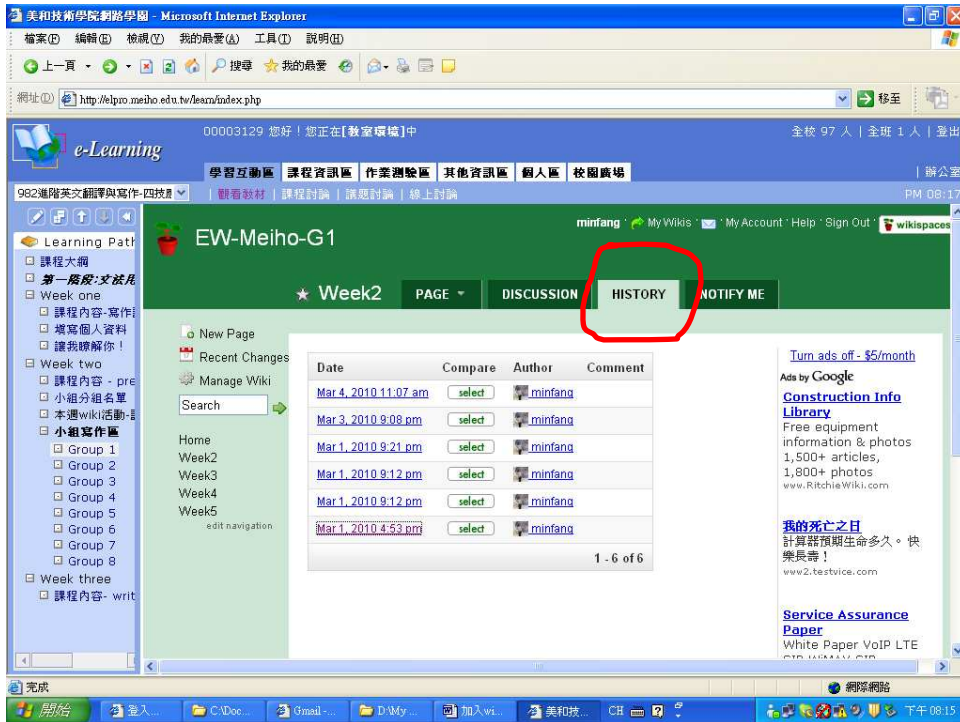 美和技術學院網路學園 - Microsoft Internet Explorer
檔案(F) 編輯(E) 檢視(V) 我的最愛(A) 工具(T) 說明(H)
上一頁 搜尋 我的最愛
網址(D) http://elpro.meiho.edu.tw/learn/index.php 移至
e-Learning
00003129 您好！您正在[教室環境]中 全校 97 人 | 全班 1 人 | 登出
學習互動區 課程資訊區 作業測驗區 其他資訊區 個人區 校園廣場 | 辦公室
982進階英文翻譯與寫作-四技
| 觀看教材 | 課程討論 | 議題討論 | 線上討論 PM 08:17
Learning Path
課程大綱
Week one
課程內容-寫作
填寫個人資料
讓我瞭解你！
Week two
課程內容 - pre
小組分組名單
本週wiki活動-
小組寫作區
Group 1
Group 2
Group 3
Group 4
Group 5
Group 6
Group 7
Group 8
Week three
課程內容- writ
EW-Meiho-G1
minfang My Wikis My Account Help Sign Out wikispaces
Week2 PAGE DISCUSSION HISTORY NOTIFY ME
New Page
Recent Changes
Manage Wiki
Search
Home
Week2
Week3
Week4
Week5
edit navigation
Date Compare Author Comment
Mar 4, 2010 11:07 am select minfang
Mar 3, 2010 9:08 pm select minfang
Mar 1, 2010 9:21 pm select minfang
Mar 1, 2010 9:12 pm select minfang
Mar 1, 2010 9:12 pm select minfang
Mar 1, 2010 4:53 pm select minfang
1 - 6 of 6
Turn ads off - $5/month
Ads by Google
Construction Info
Library
Free equipment
information & photos
1,500+ articles,
1,800+ photos
www.RitchieWiki.com
我的死亡之日
計算器預期生命多久。 快
樂長壽！
www2.testvice.com
Service Assurance
Paper
White Paper VoIP LTE
完成 網際網路
開始 登入... C:\Doc... Gmail -... D:\My ... 加入wi... 美和技... CH 下午 08:15